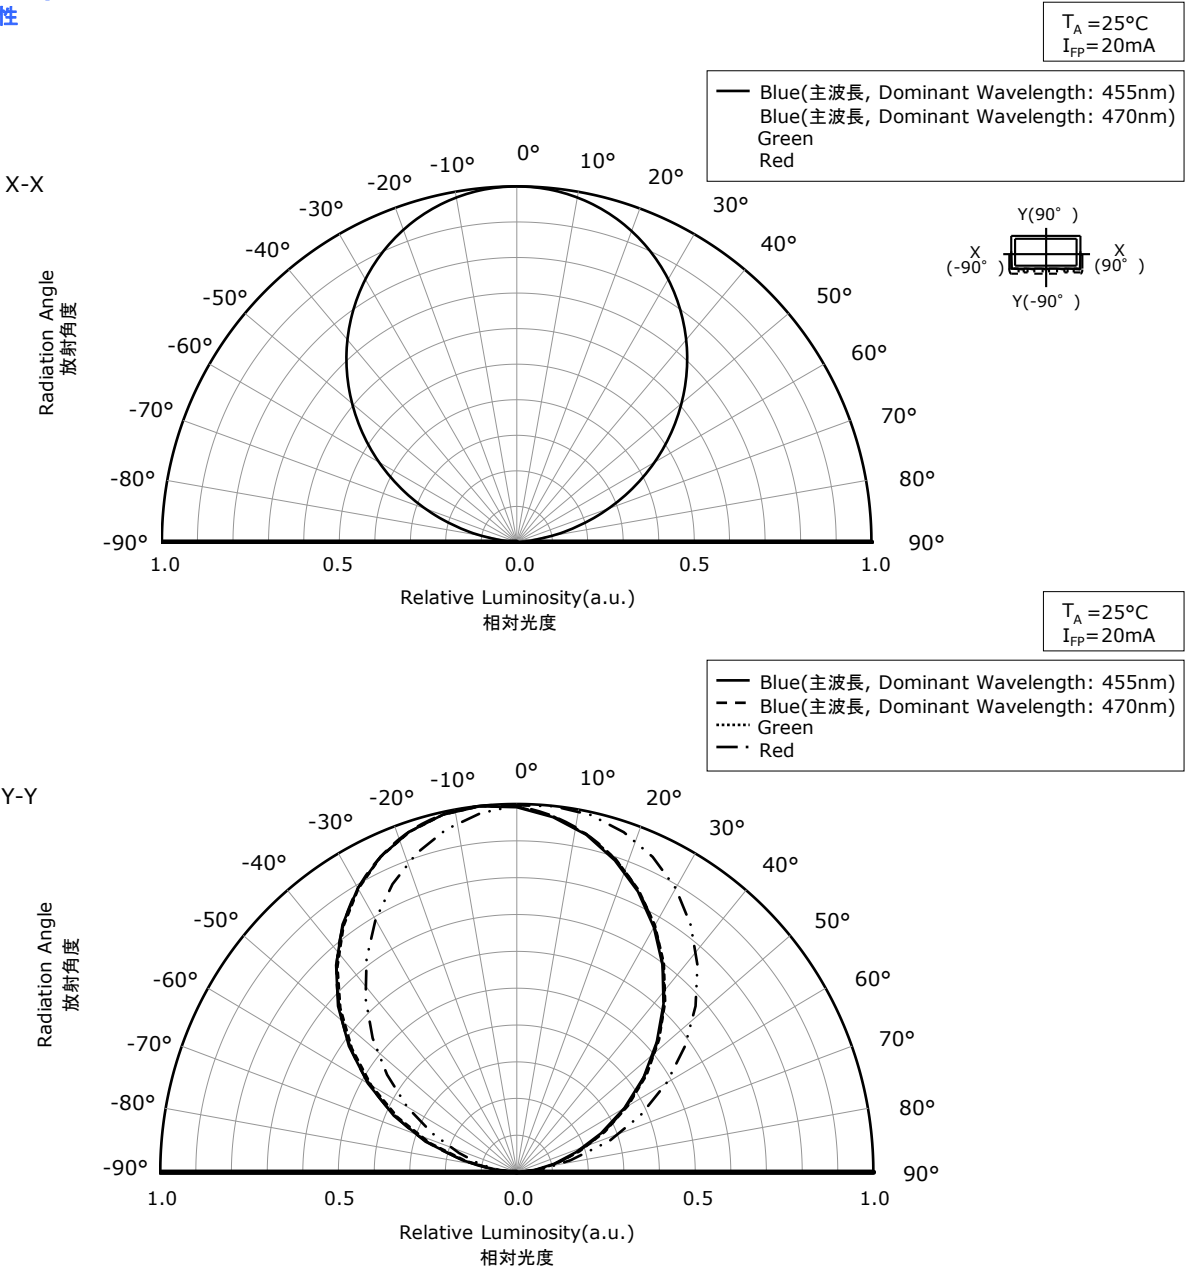 性
T_A =25°C
I_FP=20mA
Blue(主波長, Dominant Wavelength: 455nm)
Blue(主波長, Dominant Wavelength: 470nm)
Green
Red
X-X
-90°
-80°
-70°
-60°
-50°
-40°
-30°
-20°
-10°
0°
10°
20°
30°
40°
50°
60°
70°
80°
90°
Y(90°)
X
(-90°)
X
(90°)
Y(-90°)
Radiation Angle
放射角度
1.0 0.5 0.0 0.5 1.0
Relative Luminosity(a.u.)
相対光度
T_A =25°C
I_FP=20mA
Blue(主波長, Dominant Wavelength: 455nm)
Blue(主波長, Dominant Wavelength: 470nm)
Green
Red
Y-Y
-90°
-80°
-70°
-60°
-50°
-40°
-30°
-20°
-10°
0°
10°
20°
30°
40°
50°
60°
70°
80°
90°
Radiation Angle
放射角度
1.0 0.5 0.0 0.5 1.0
Relative Luminosity(a.u.)
相対光度